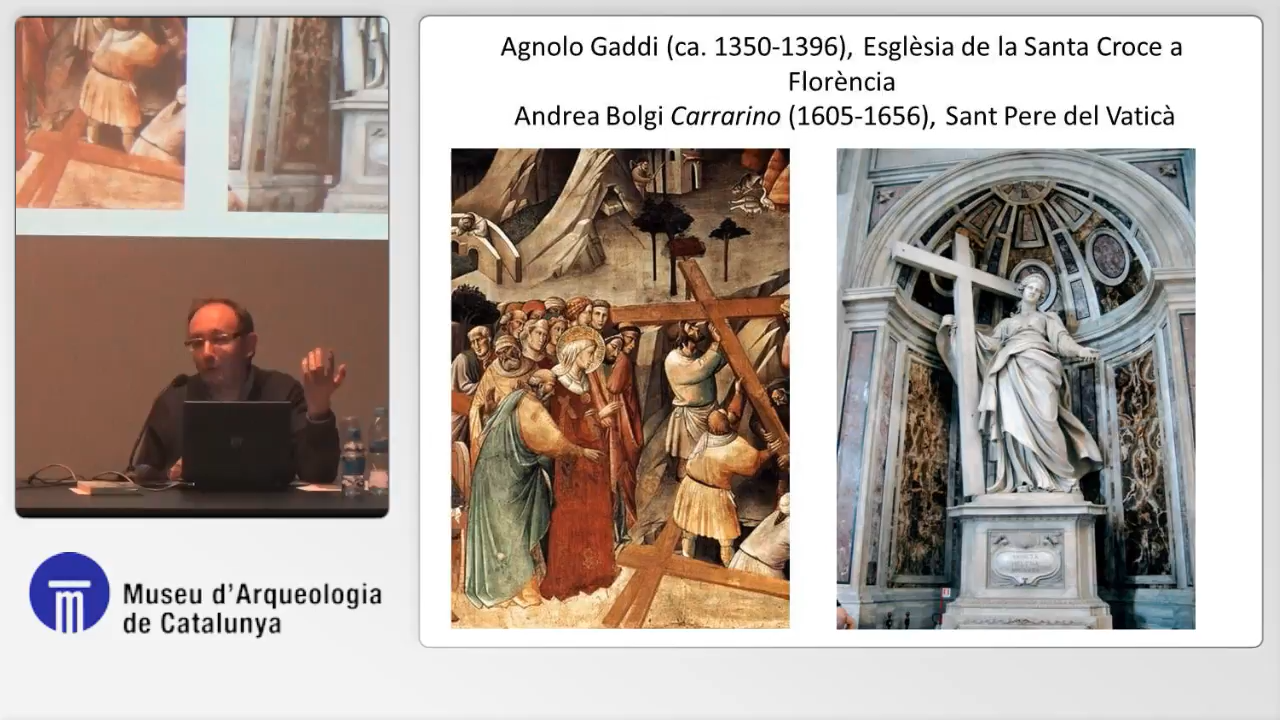 Agnolo Gaddi (ca. 1350-1396), Esglèsia de la Santa Croce a
Florència
Andrea Bolgi Carrarino (1605-1656), Sant Pere del Vaticà
Museu d'Arqueologia
de Catalunya